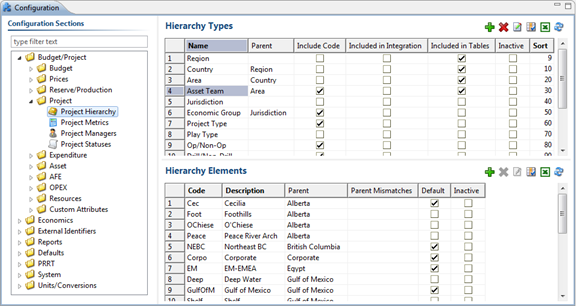 Configuration
Configuration Sections
type filter text
Budget/Project
Budget
Prices
Reserve/Production
Project
Project Hierarchy
Project Metrics
Project Managers
Project Statuses
Expenditure
Asset
AFE
OPEX
Resources
Custom Attributes
Economics
External Identifiers
Reports
Defaults
PRRT
System
Units/Conversions
Hierarchy Types
Name Parent Include Code Included in Integration Included in Tables Inactive Sort
1 Region 9
2 Country Region 10
3 Area Country 20
4 Asset Team Area 30
5 Jurisdiction 40
6 Economic Group Jurisdiction 50
7 Project Type 60
8 Play Type 70
9 Op/Non-Op 80
Hierarchy Elements
Code Description Parent Parent Mismatches Default Inactive
1 Cec Cecilia Alberta
2 Foot Foothills Alberta
3 OChiese O'Chiese Alberta
4 Peace Peace River Arch Alberta
5 NEBC Northeast BC British Columbia
6 Corpo Corporate Corporate
7 EM EM-EMEA Egypt
8 Deep Deep Water Gulf of Mexico
9 GulfOfM Gulf of Mexico Gulf of Mexico
10 Shelf Shelf Gulf of Mexico